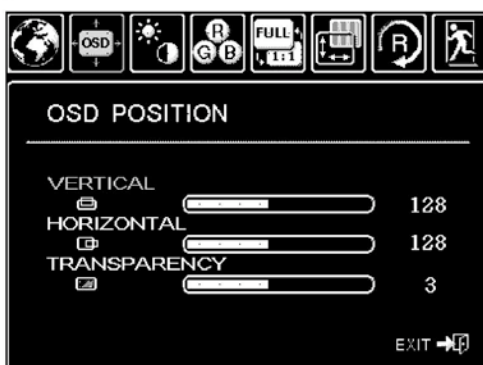 OSD
R
G B
FULL
1:1
R
OSD POSITION
VERTICAL
128
HORIZONTAL
128
TRANSPARENCY
3
EXIT